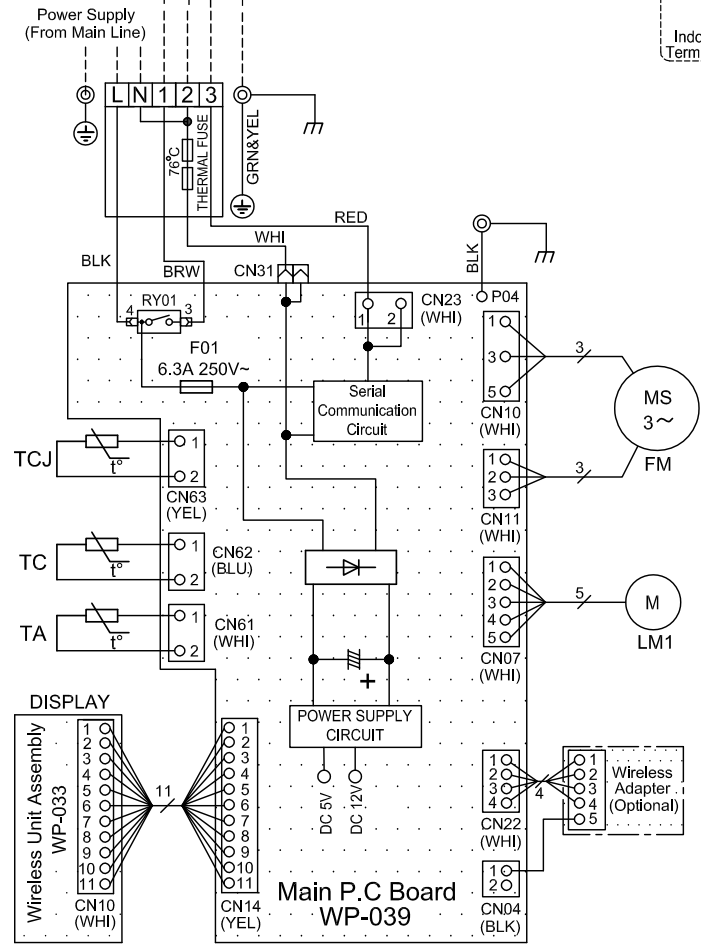 Power Supply
(From Main Line)
Indo
Term
L N 1 2 3
76°C
THERMAL FUSE
GRN&YEL
RED
WHI
BLK
BRW
CN31
BLK
P04
RY01
4 3
F01
6.3A 250V~
1 2
CN23
(WHI)
Serial
Communication
Circuit
1
3
5
CN10
(WHI)
3
MS
3~
FM
1
2
3
CN11
(WHI)
3
TCJ
t°
1
2
CN63
(YEL)
TC
t°
1
2
CN62
(BLU)
TA
t°
1
2
CN61
(WHI)
1
2
3
4
5
CN07
(WHI)
5
M
LM1
+
POWER SUPPLY
CIRCUIT
DC 5V
DC 12V
DISPLAY
Wireless Unit Assembly
WP-033
1
2
3
4
5
6
7
8
9
10
11
CN10
(WHI)
11
1
2
3
4
5
6
7
8
9
10
11
CN14
(YEL)
Main P.C Board
WP-039
1
2
3
4
CN22
(WHI)
4
1
2
3
4
5
Wireless
Adapter
(Optional)
1
2
CN04
(BLK)